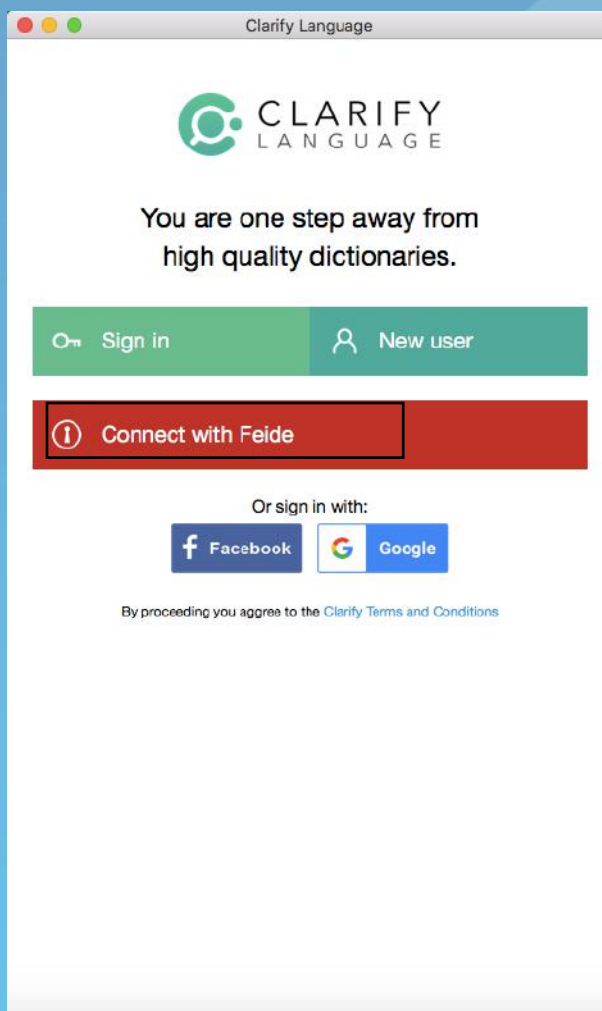 Clarify Language
CLARIFY
LANGUAGE
You are one step away from
high quality dictionaries.
Sign in
New user
Connect with Feide
Or sign in with:
Facebook
Google
By proceeding you aggree to the Clarify Terms and Conditions